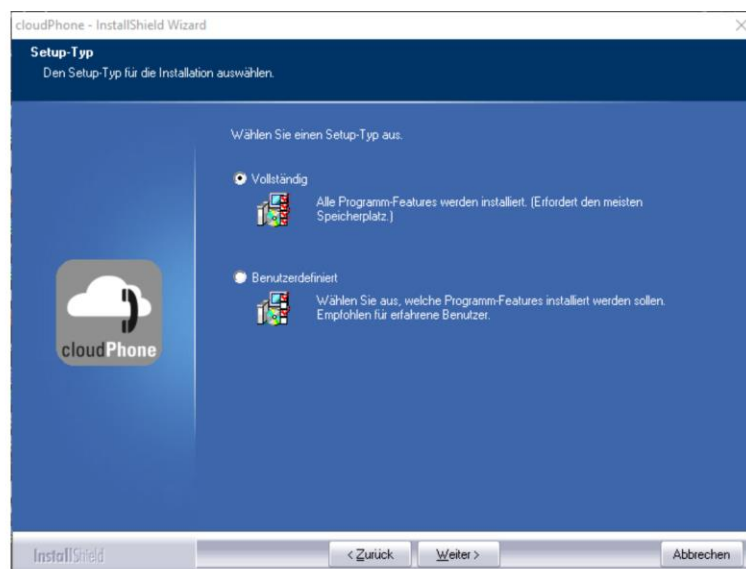 cloudPhone - InstallShield Wizard
Setup-Typ
Den Setup-Typ für die Installation auswählen.
Wählen Sie einen Setup-Typ aus.
Vollständig
Alle Programm-Features werden installiert. (Erfordert den meisten
Speicherplatz.)
Benutzerdefiniert
Wählen Sie aus, welche Programm-Features installiert werden sollen.
Empfohlen für erfahrene Benutzer.
cloudPhone
InstallShield
< Zurück
Weiter >
Abbrechen